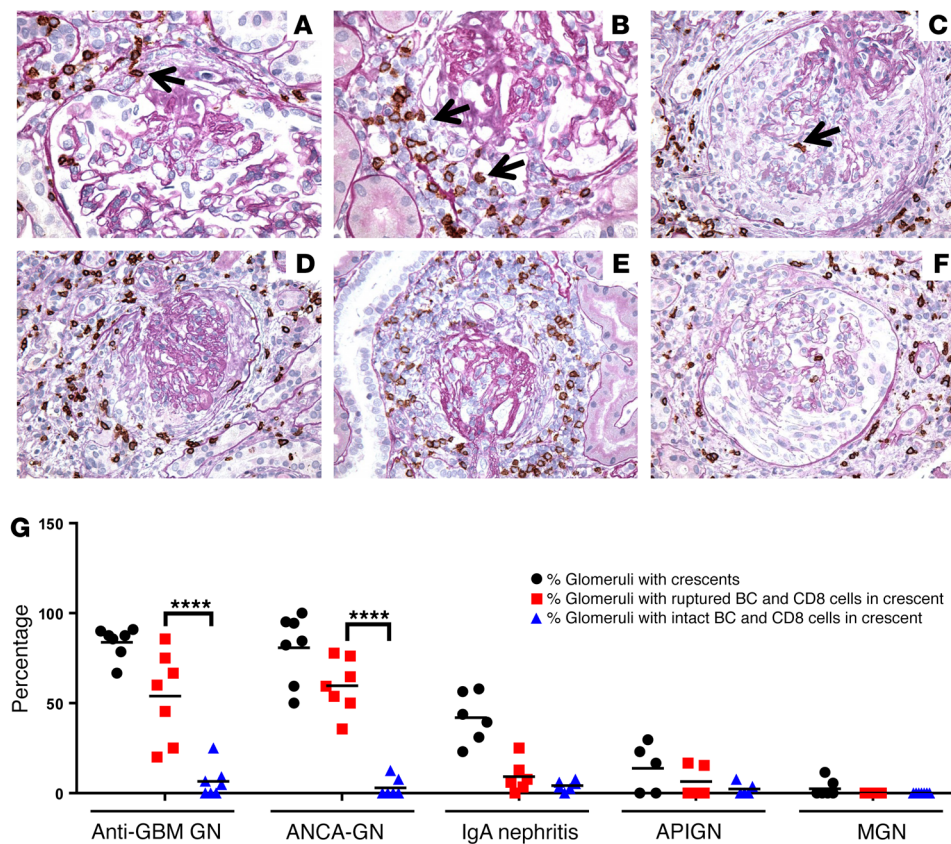 A
B
C
D
E
F
G
150
100
50
0
Percentage
% Glomeruli with crescents
% Glomeruli with ruptured BC and CD8 cells in crescent
% Glomeruli with intact BC and CD8 cells in crescent
****
****
Anti-GBM GN
ANCA-GN
IgA nephritis
APIGN
MGN